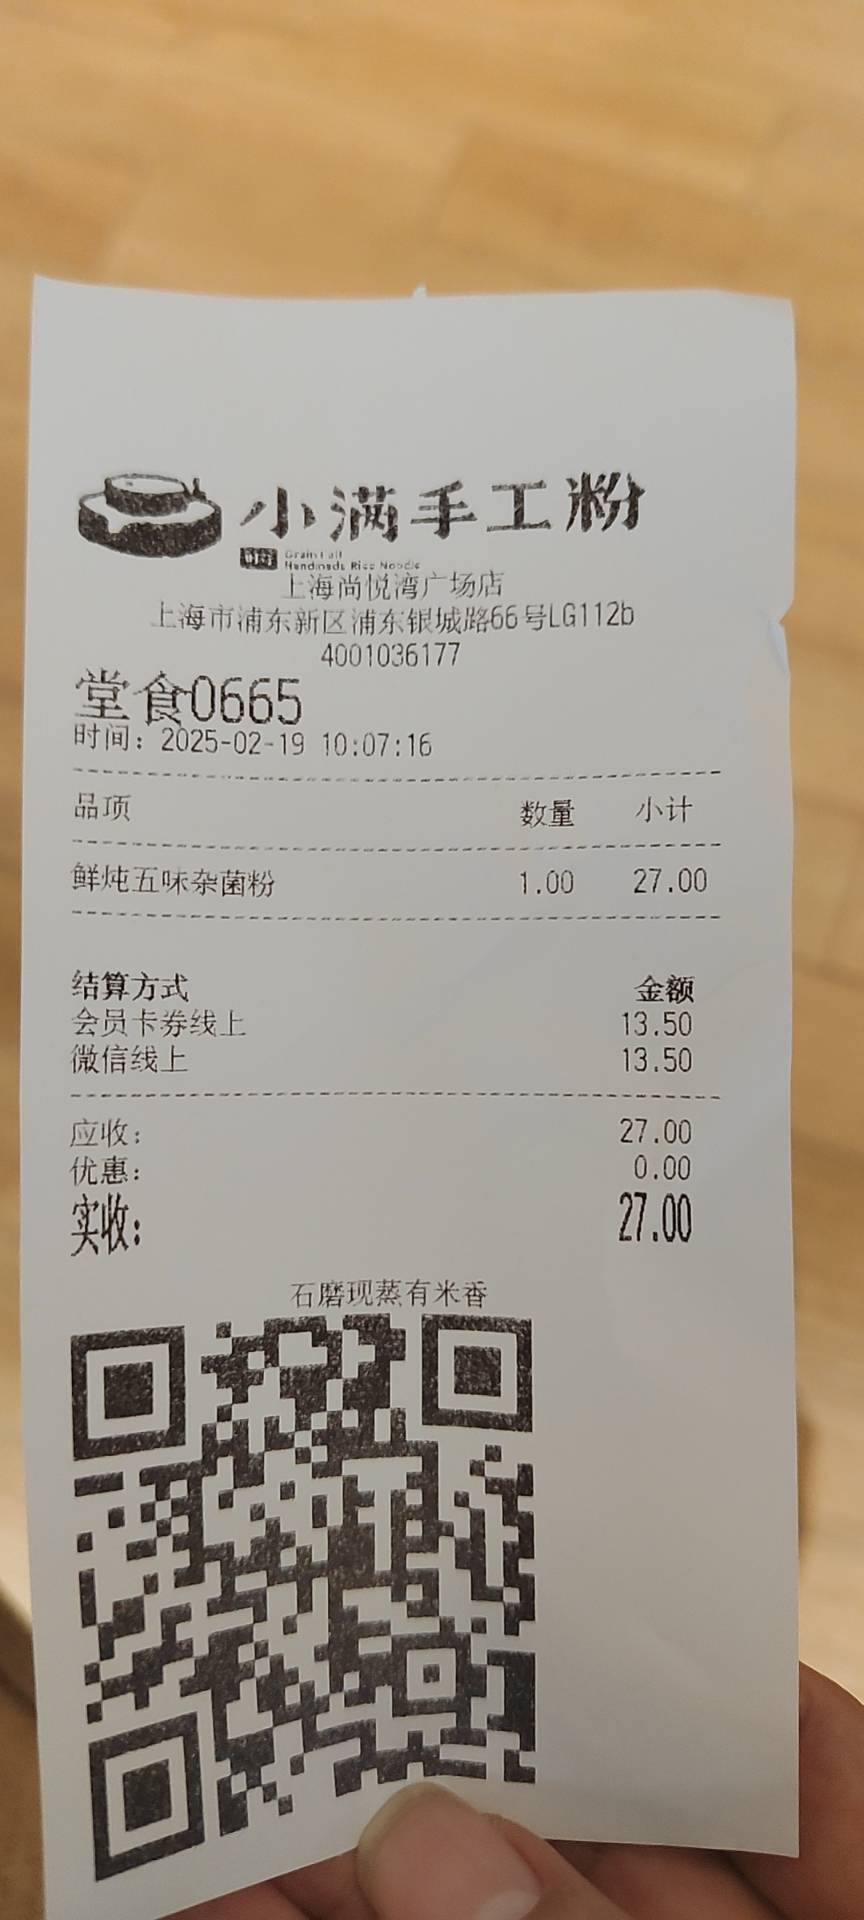 小满手工粉
Grain Full
Handmade Rice Noodle
上海尚悦湾广场店
上海市浦东新区浦东银城路66号LG112b
4001036177
堂食0665
时间：2025-02-19 10:07:16
品项 数量 小计
鲜炖五味杂菌粉 1.00 27.00
结算方式 金额
会员卡券线上 13.50
微信线上 13.50
应收： 27.00
优惠： 0.00
实收： 27.00
石磨现蒸有米香